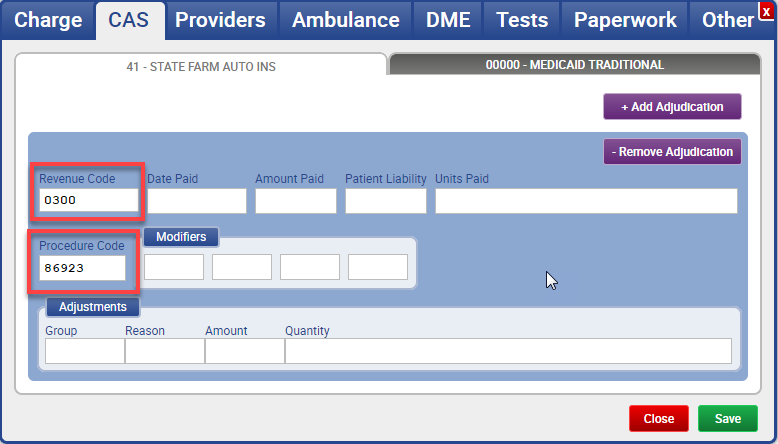 Charge CAS Providers Ambulance DME Tests Paperwork Other x
41 - STATE FARM AUTO INS 00000 - MEDICAID TRADITIONAL
+ Add Adjudication
- Remove Adjudication
Revenue Code Date Paid Amount Paid Patient Liability Units Paid
0300
Procedure Code Modifiers
86923
Adjustments
Group Reason Amount Quantity
Close Save